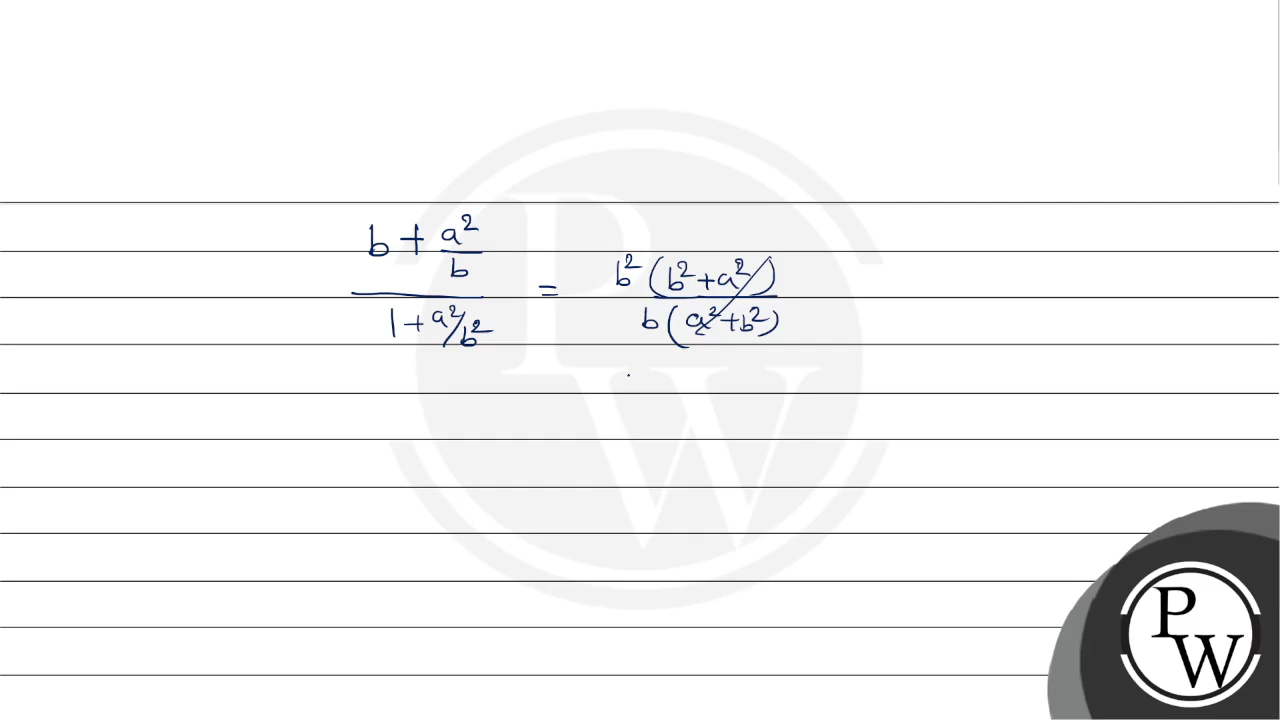 b + a²/b / 1 + a²/b² = b² (b² + a²) / b (a² + b²)
P
W
P
W